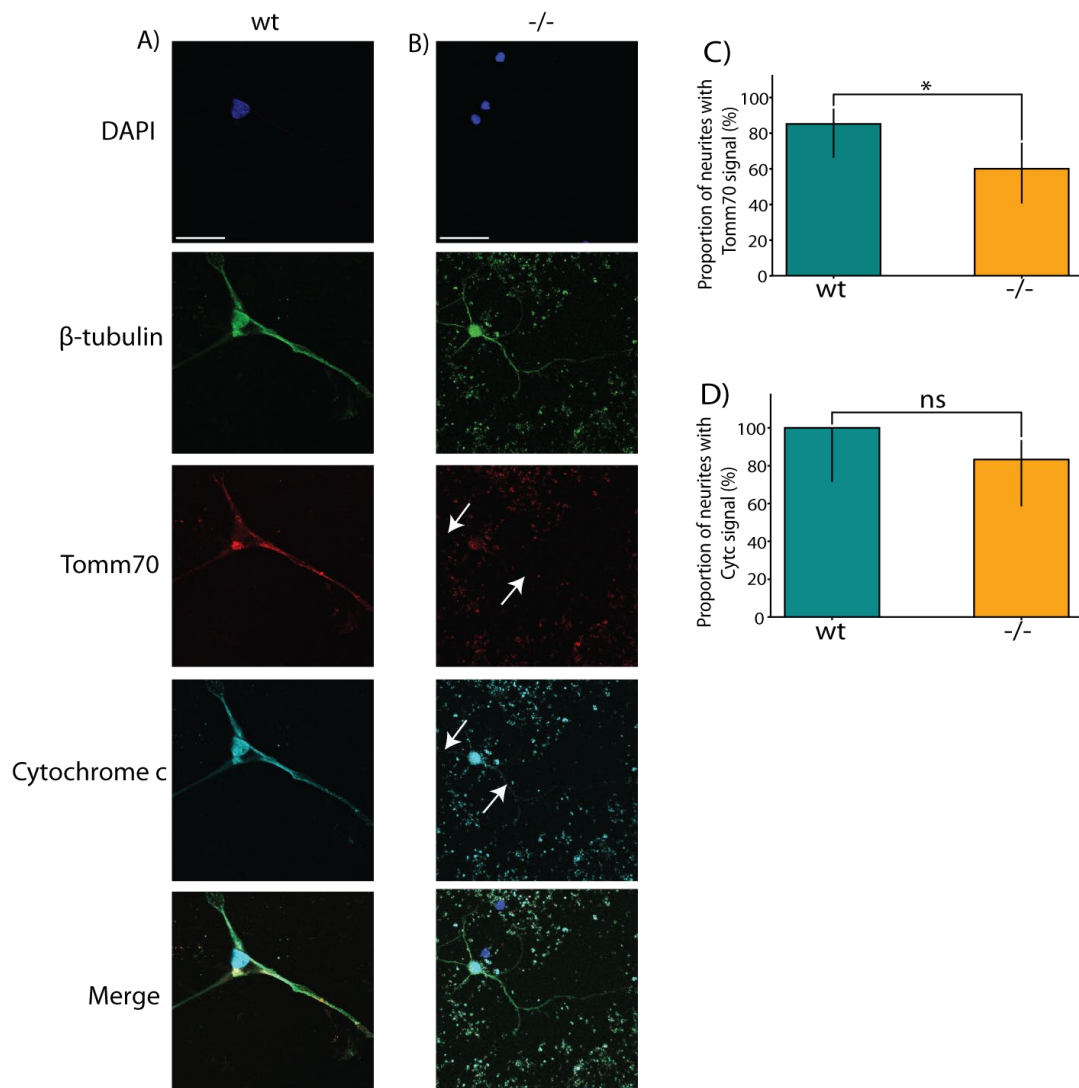 A)
wt
B)
-/-
DAPI
β-tubulin
Tomm70
Cytochrome c
Merge
C)
Proportion of neurites with
Tomm70 signal (%)
100
80
60
40
20
0
*
wt
-/-
D)
Proportion of neurites with
Cytc signal (%)
100
80
60
40
20
0
ns
wt
-/-